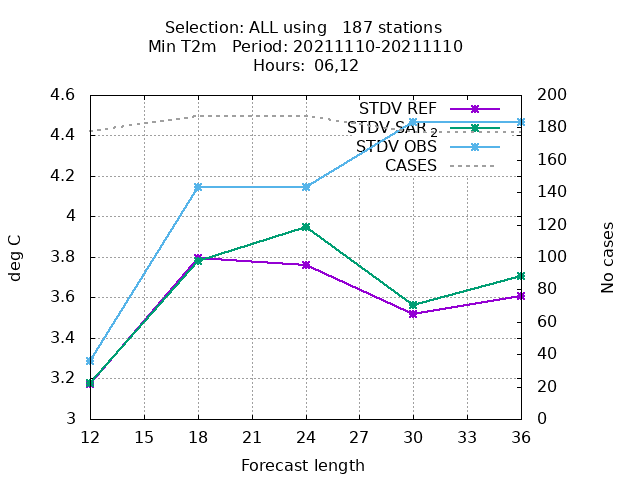 Selection: ALL using   187 stations
Min T2m   Period: 20211110-20211110
Hours:  06,12
STDV REF
STDV SAR 2
STDV OBS
CASES
4.6
4.4
4.2
4
3.8
3.6
3.4
3.2
3
deg C
200
180
160
140
120
100
80
60
40
20
0
No cases
12 15 18 21 24 27 30 33 36
Forecast length